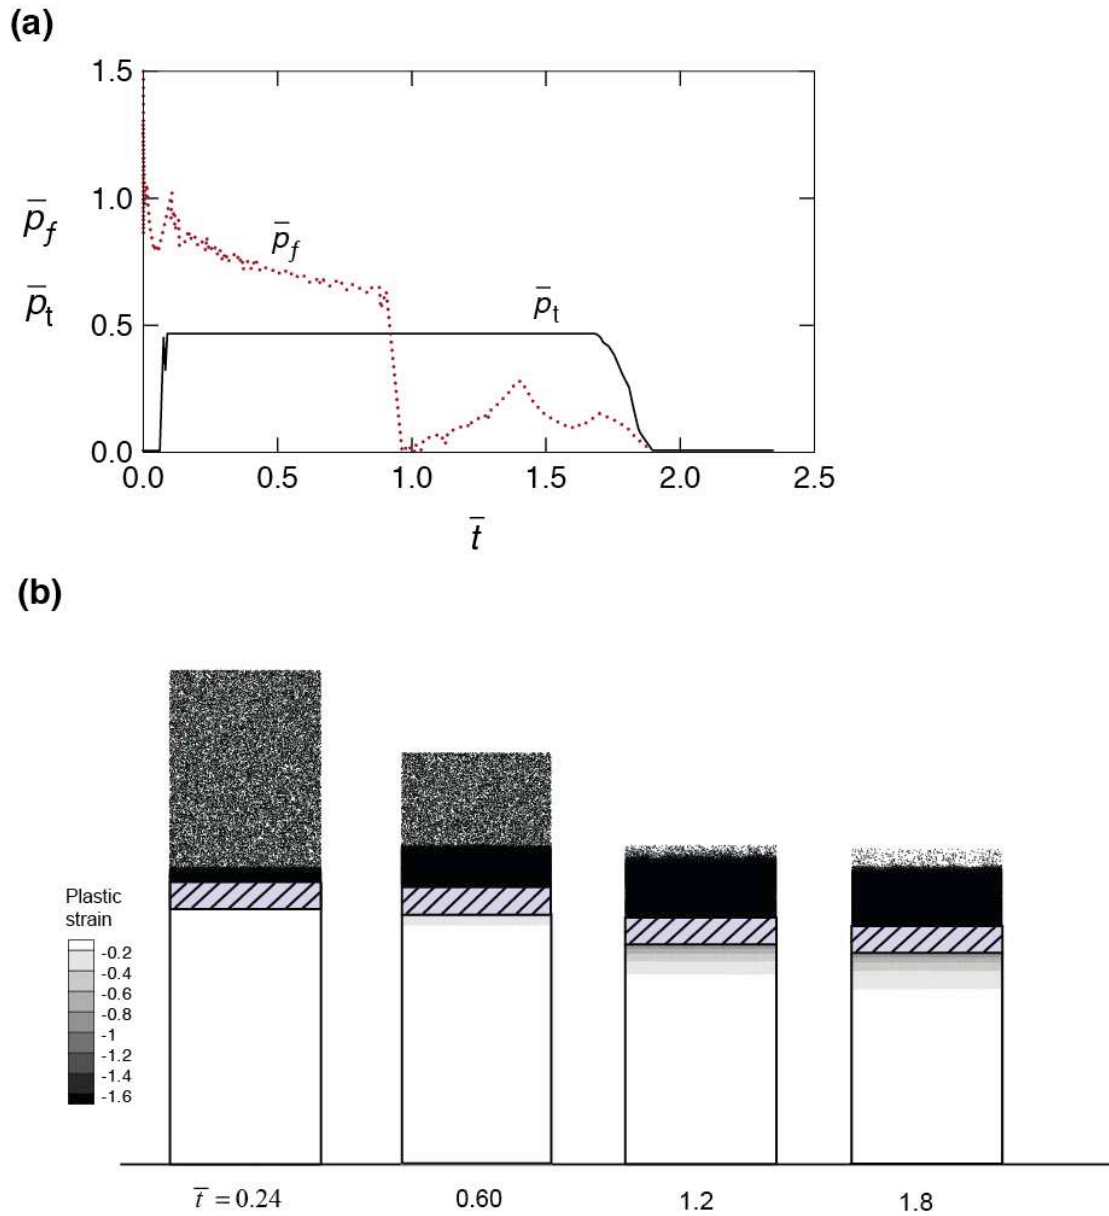 (a)
1.5
1.0
0.5
0.0
p̄f
p̄t
p̄f
p̄t
0.0 0.5 1.0 1.5 2.0 2.5
t̄
(b)
Plastic
strain
-0.2
-0.4
-0.6
-0.8
-1
-1.2
-1.4
-1.6
t̄ = 0.24 0.60 1.2 1.8